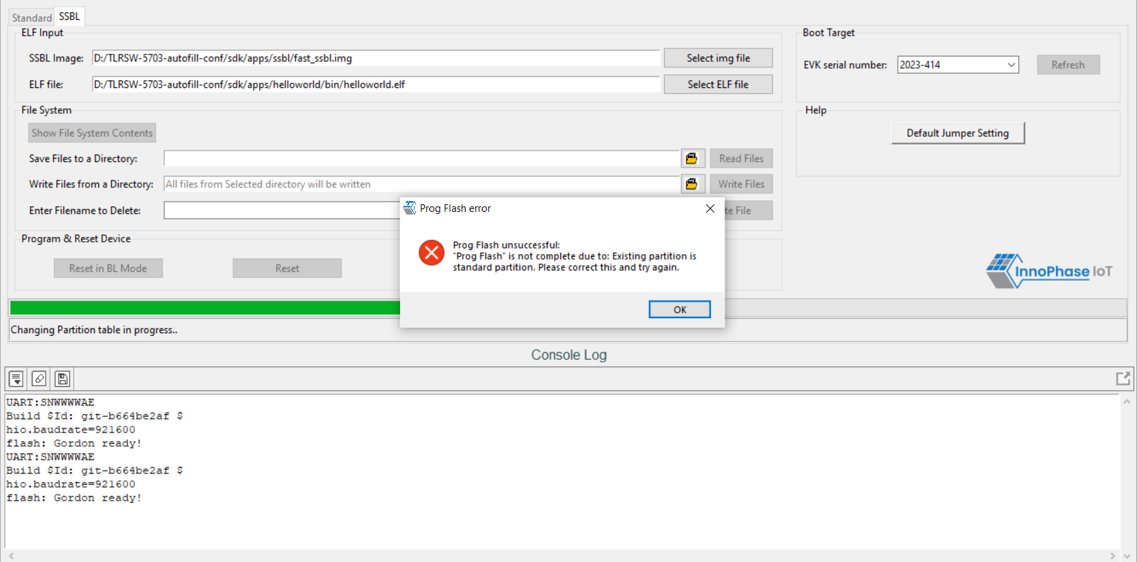 Standard SSBL
ELF Input
SSBL Image: D:/TLRSW-5703-autofill-conf/sdk/apps/ssbl/fast_ssbl.img Select img file
ELF file: D:/TLRSW-5703-autofill-conf/sdk/apps/helloworld/bin/helloworld.elf Select ELF file
Boot Target
EVK serial number: 2023-414 Refresh
File System
Show File System Contents
Save Files to a Directory: Read Files
Write Files from a Directory: All files from Selected directory will be written Write Files
Enter Filename to Delete: te File
Help
Default Jumper Setting
Prog Flash error
Prog Flash unsuccessful:
"Prog Flash" is not complete due to: Existing partition is
standard partition. Please correct this and try again.
OK
Program & Reset Device
Reset in BL Mode Reset
InnoPhase IoT
Changing Partition table in progress..
Console Log
UART:SNWWWWAE
Build $Id: git-b664be2af $
hio.baudrate=921600
flash: Gordon ready!
UART:SNWWWWAE
Build $Id: git-b664be2af $
hio.baudrate=921600
flash: Gordon ready!